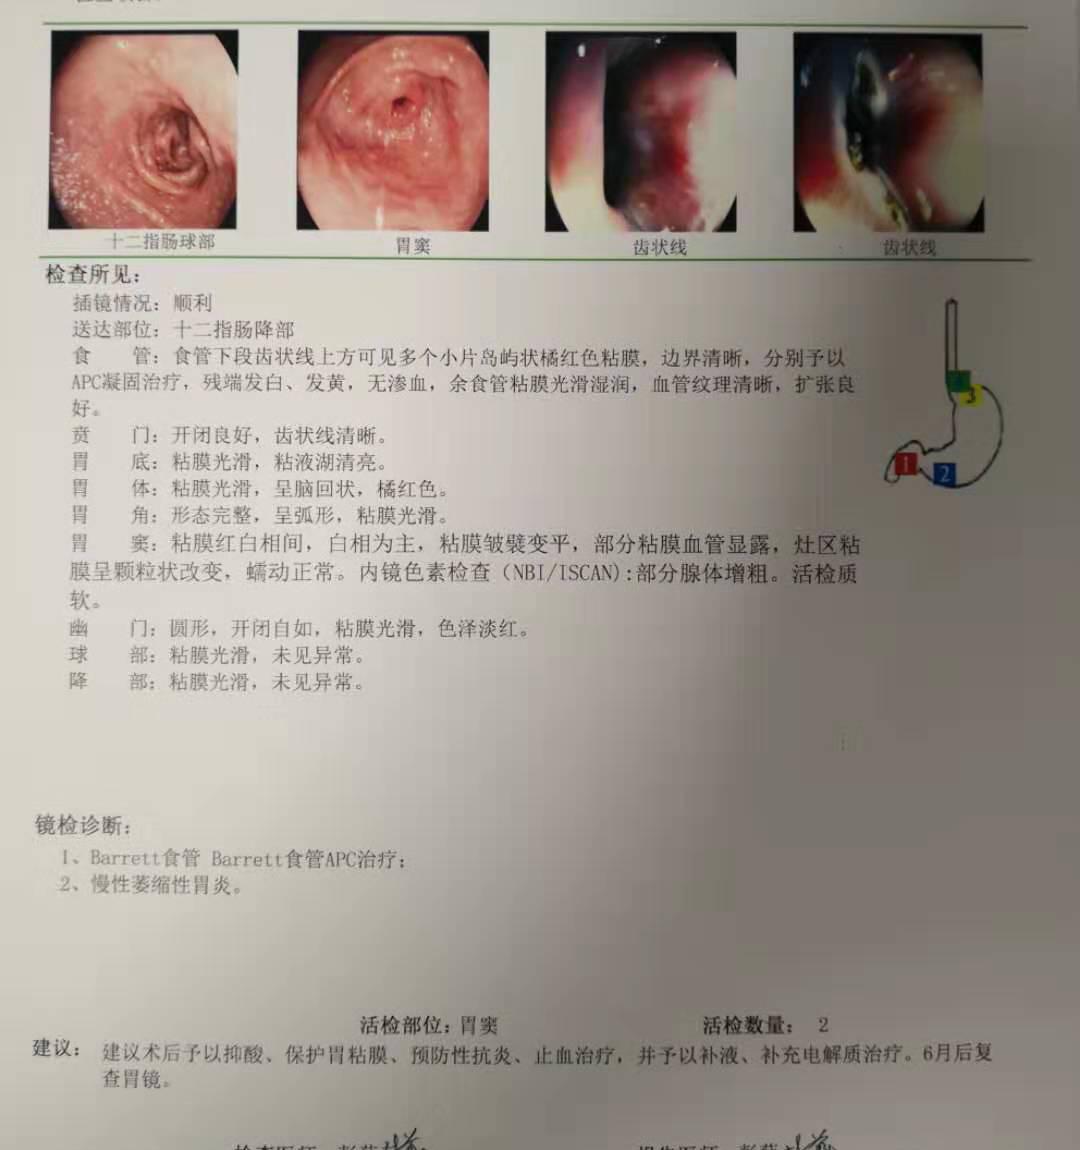 十二指肠球部
胃窦
齿状线
齿状线
检查所见:
插镜情况: 顺利
送达部位: 十二指肠降部
食 管: 食管下段齿状线上方可见多个小片岛屿状橘红色粘膜, 边界清晰, 分别予以
APC凝固治疗, 残端发白、发黄, 无渗血, 余食管粘膜光滑湿润, 血管纹理清晰, 扩张良
好。
贲 门: 开闭良好, 齿状线清晰。
胃 底: 粘膜光滑, 粘液湖清亮。
胃 体: 粘膜光滑, 呈脑回状, 橘红色。
胃 角: 形态完整, 呈弧形, 粘膜光滑。
胃 窦: 粘膜红白相间, 白相为主, 粘膜皱襞变平, 部分粘膜血管显露, 灶区粘
膜呈颗粒状改变, 蠕动正常。内镜色素检查 (NBI/ISCAN):部分腺体增粗。活检质
软。
幽 门: 圆形, 开闭自如, 粘膜光滑, 色泽淡红。
球 部: 粘膜光滑, 未见异常。
降 部: 粘膜光滑, 未见异常。
3
1
2
镜检诊断:
1、Barrett食管 Barrett食管APC治疗;
2、慢性萎缩性胃炎。
活检部位: 胃窦 活检数量: 2
建议: 建议术后予以抑酸、保护胃粘膜、预防性抗炎、止血治疗, 并予以补液、补充电解质治疗。6月后复
查胃镜。